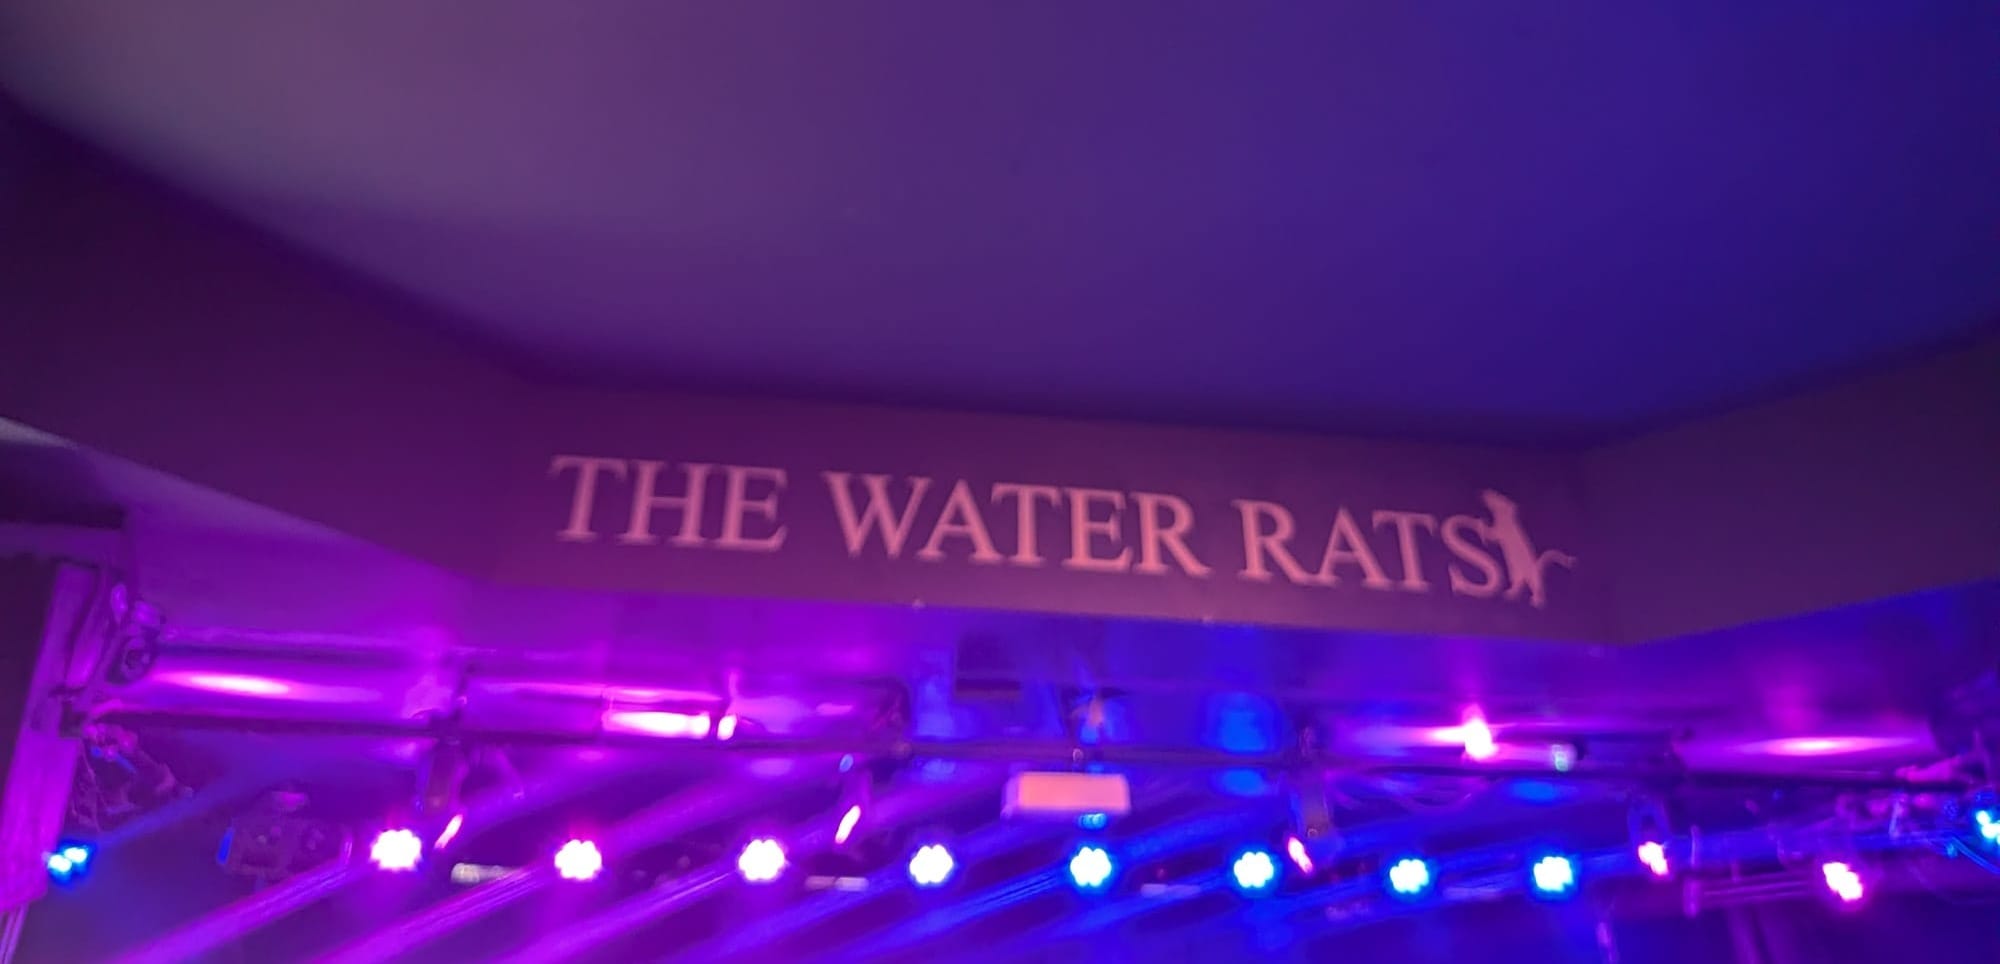 THE WATER RATS